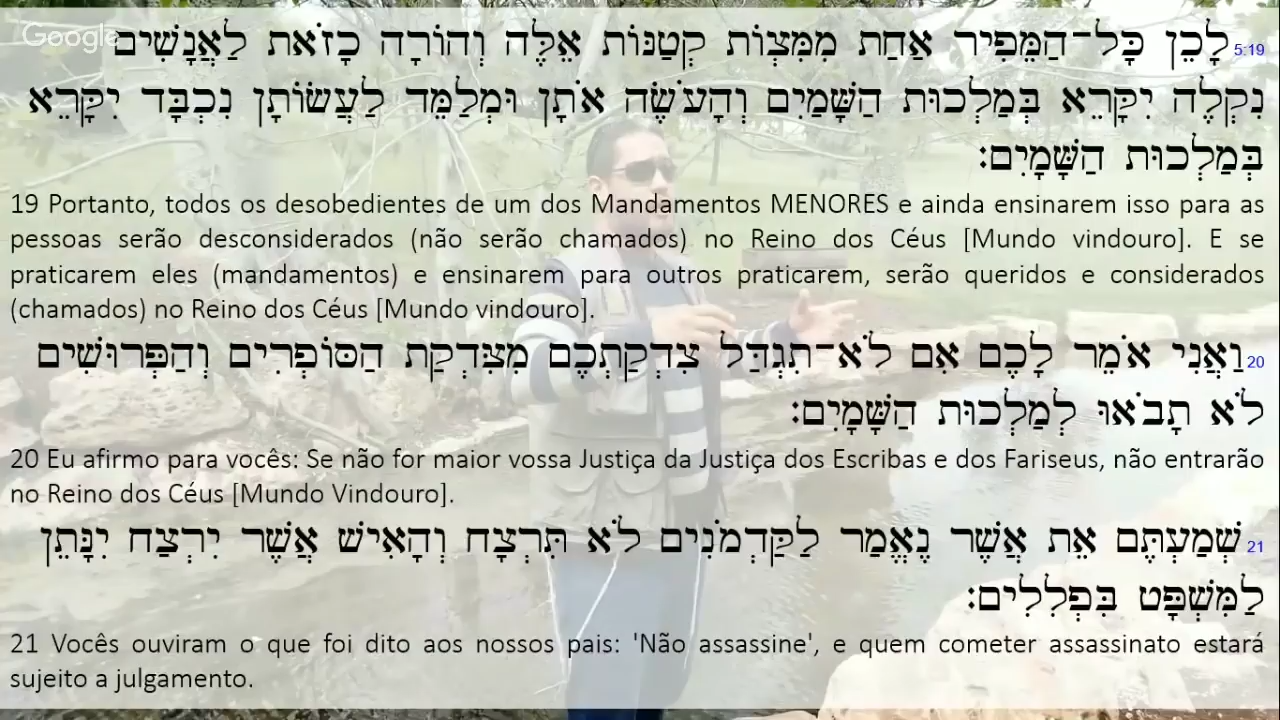 Google
5:19 לָכֵן כָּל־הַמֵּפִיר אַחַת מִמִּצְוֹת קְטַנּוֹת אֵלֶּה וְהוֹרָה כָזֹאת לַאֲנָשִׁים
נִקְלֶה יִקָּרֵא בְּמַלְכוּת הַשָּׁמַיִם וְהָעֹשֶׂה אֹתָן וּמְלַמֵּד לַעֲשׂוֹתָן נִכְבָּד יִקָּרֵא
בְּמַלְכוּת הַשָּׁמָיִם׃
19 Portanto, todos os desobedientes de um dos Mandamentos MENORES e ainda ensinarem isso para as
pessoas serão desconsiderados (não serão chamados) no Reino dos Céus [Mundo vindouro]. E se
praticarem eles (mandamentos) e ensinarem para outros praticarem, serão queridos e considerados
(chamados) no Reino dos Céus [Mundo vindouro].
20 וַאֲנִי אֹמֵר לָכֶם אִם לֹא־תִגְדַּל צִדְקַתְכֶם מִצִּדְקַת הַסּוֹפְרִים וְהַפְּרוּשִׁים
לֹא תָבֹאוּ לְמַלְכוּת הַשָּׁמָיִם׃
20 Eu afirmo para vocês: Se não for maior vossa Justiça da Justiça dos Escribas e dos Fariseus, não entrarão
no Reino dos Céus [Mundo Vindouro].
21 שְׁמַעְתֶּם אֵת אֲשֶׁר נֶאֱמַר לַקַּדְמֹנִים לֹא תִּרְצָח וְהָאִישׁ אֲשֶׁר יִרְצַח יִנָּתֵן
לַמִּשְׁפָּט בִּפְלִלִים׃
21 Vocês ouviram o que foi dito aos nossos pais: 'Não assassine', e quem cometer assassinato estará
sujeito a julgamento.